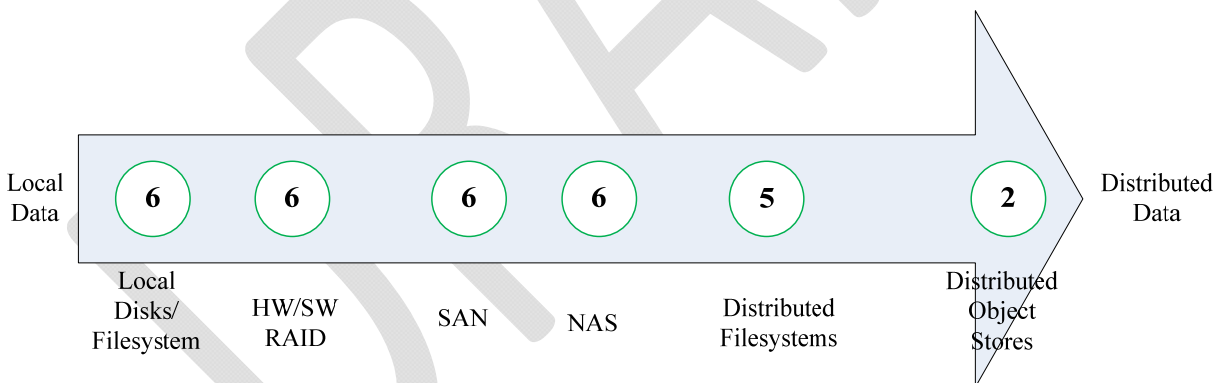 Local
Data
6
6
6
6
5
2
Distributed
Data
Local
Disks/
Filesystem
HW/SW
RAID
SAN
NAS
Distributed
Filesystems
Distributed
Object
Stores